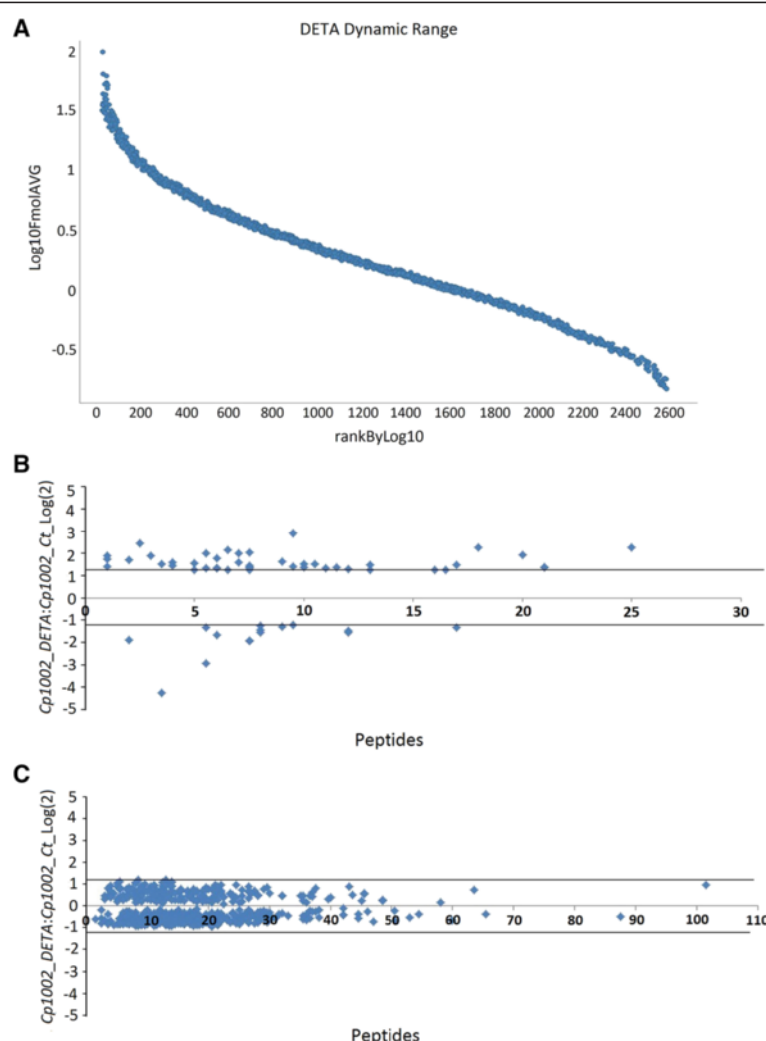 A
DETA Dynamic Range
2
1.5
1
0.5
0
-0.5
Log10FmolAVG
0 200 400 600 800 1000 1200 1400 1600 1800 2000 2200 2400 2600
rankByLog10
B
5
4
3
2
1
0
-1
-2
-3
-4
-5
Cp1002_DETA:Cp1002_Ct_Log(2)
0 5 10 15 20 25 30
Peptides
C
5
4
3
2
1
0
-1
-2
-3
-4
-5
Cp1002_DETA:Cp1002_Ct_Log(2)
0 10 20 30 40 50 60 70 80 90 100 110
Peptides